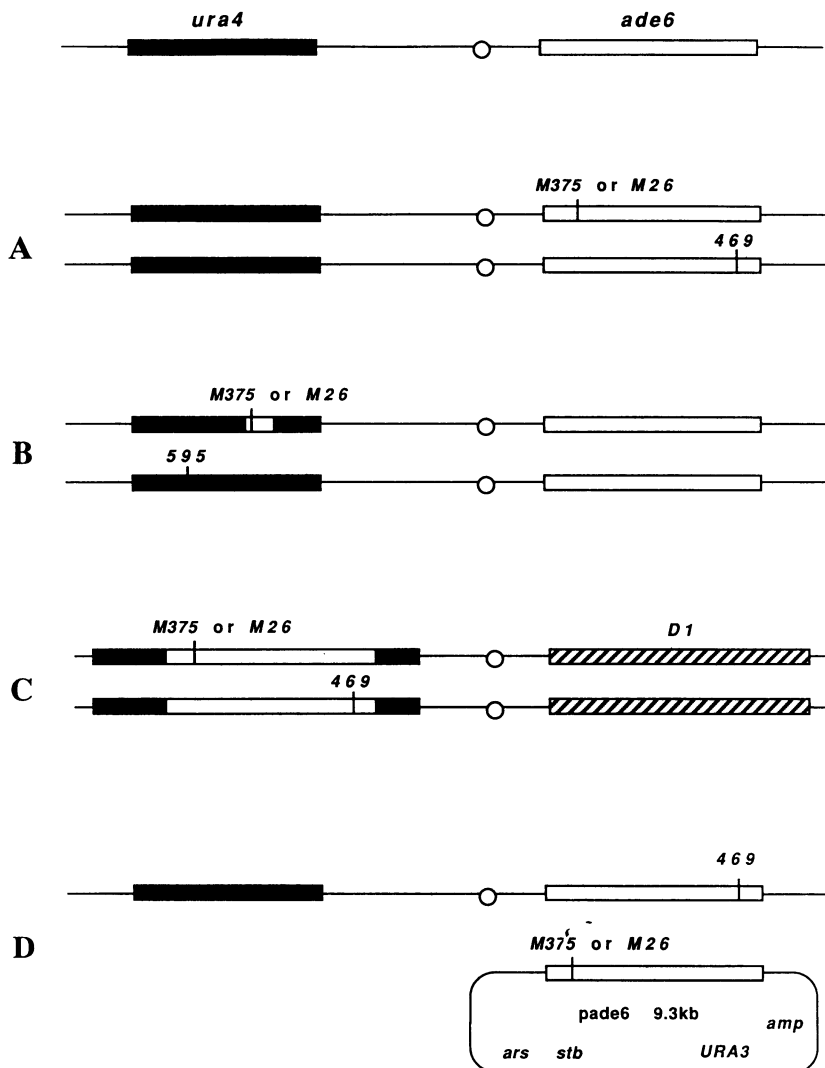 ura4 ade6
M375 or M26
A
469
M375 or M26
B
595
M375 or M26 D1
C
469
469
D
M375 or M26
pade6 9.3kb
amp
ars stb URA3